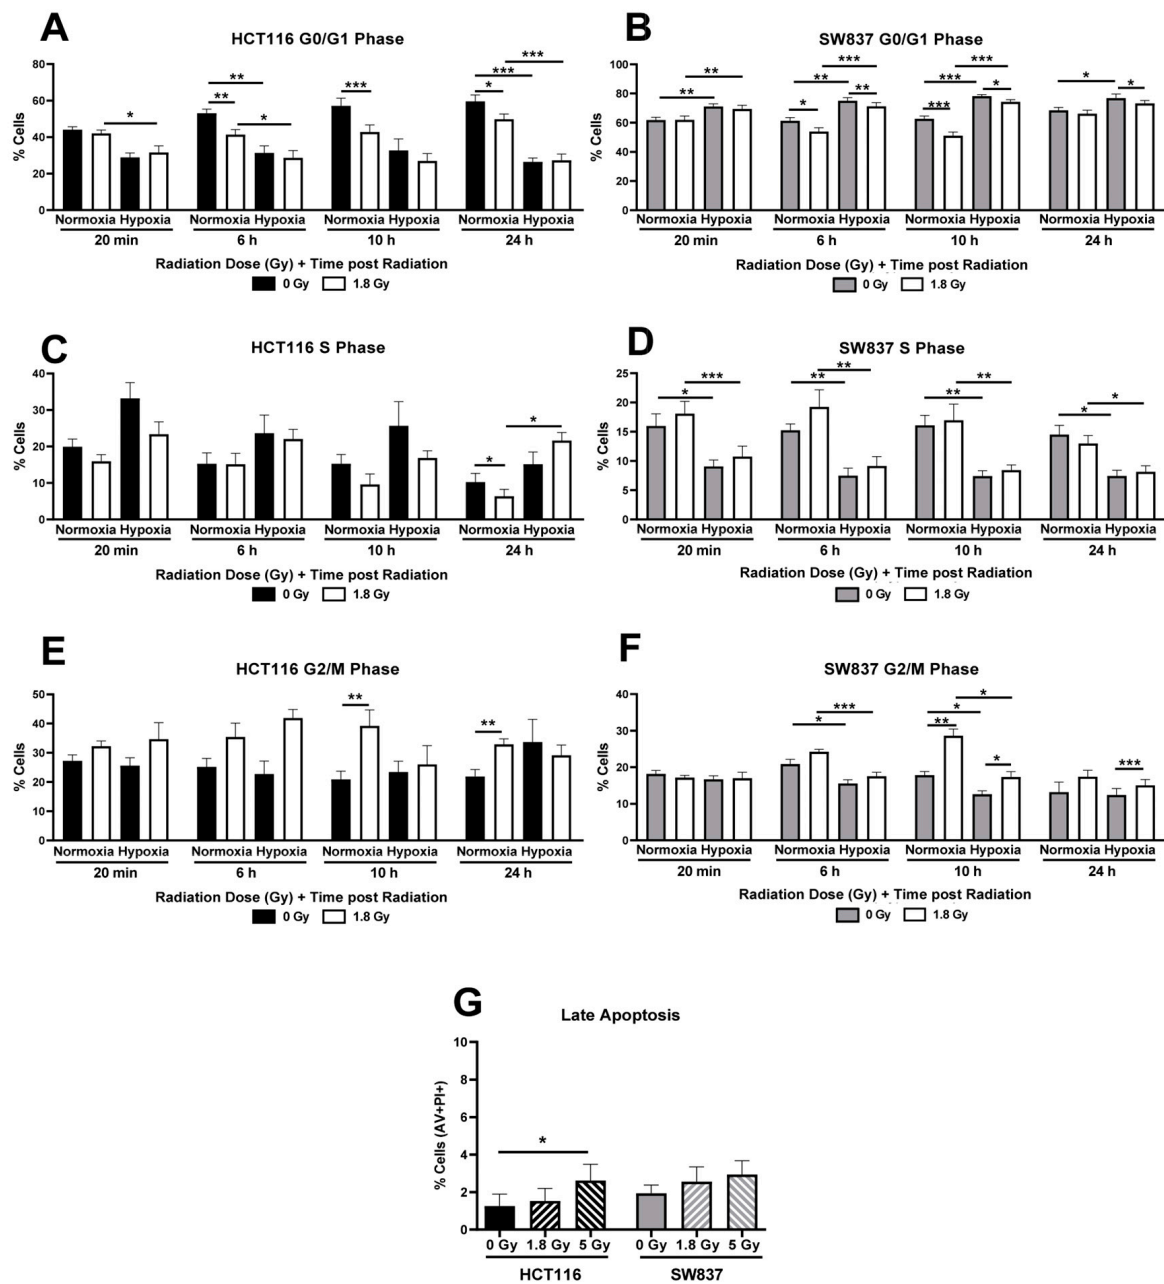 A
HCT116 G0/G1 Phase
% Cells
80
60
40
20
0
*
**
**
*
***
***
***
*
Normoxia Hypoxia Normoxia Hypoxia Normoxia Hypoxia Normoxia Hypoxia
20 min 6 h 10 h 24 h
Radiation Dose (Gy) + Time post Radiation
0 Gy 1.8 Gy
B
SW837 G0/G1 Phase
% Cells
100
80
60
40
20
0
**
**
***
**
*
**
***
***
***
*
*
*
Normoxia Hypoxia Normoxia Hypoxia Normoxia Hypoxia Normoxia Hypoxia
20 min 6 h 10 h 24 h
Radiation Dose (Gy) + Time post Radiation
0 Gy 1.8 Gy
C
HCT116 S Phase
% Cells
40
30
20
10
0
*
*
Normoxia Hypoxia Normoxia Hypoxia Normoxia Hypoxia Normoxia Hypoxia
20 min 6 h 10 h 24 h
Radiation Dose (Gy) + Time post Radiation
0 Gy 1.8 Gy
D
SW837 S Phase
% Cells
25
20
15
10
5
0
***
*
**
**
**
**
*
*
Normoxia Hypoxia Normoxia Hypoxia Normoxia Hypoxia Normoxia Hypoxia
20 min 6 h 10 h 24 h
Radiation Dose (Gy) + Time post Radiation
0 Gy 1.8 Gy
E
HCT116 G2/M Phase
% Cells
50
40
30
20
10
0
**
**
Normoxia Hypoxia Normoxia Hypoxia Normoxia Hypoxia Normoxia Hypoxia
20 min 6 h 10 h 24 h
Radiation Dose (Gy) + Time post Radiation
0 Gy 1.8 Gy
F
SW837 G2/M Phase
% Cells
40
30
20
10
0
***
*
*
*
**
*
***
Normoxia Hypoxia Normoxia Hypoxia Normoxia Hypoxia Normoxia Hypoxia
20 min 6 h 10 h 24 h
Radiation Dose (Gy) + Time post Radiation
0 Gy 1.8 Gy
G
Late Apoptosis
% Cells (AV+PI+)
10
8
6
4
2
0
*
0 Gy 1.8 Gy 5 Gy 0 Gy 1.8 Gy 5 Gy
HCT116 SW837